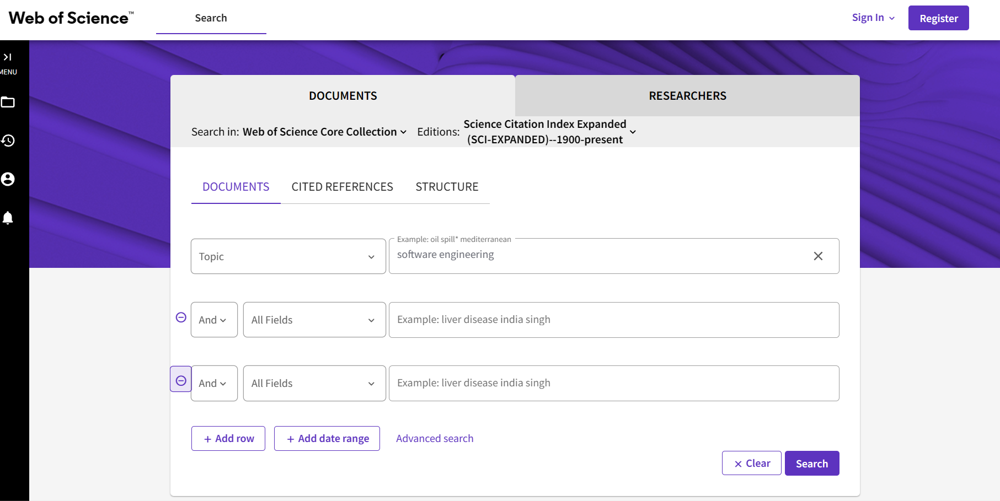 Web of Science™
Search
Sign In
Register
MENU
DOCUMENTS
RESEARCHERS
Search in: Web of Science Core Collection
Editions:
Science Citation Index Expanded
(SCI-EXPANDED)--1900-present
DOCUMENTS
CITED REFERENCES
STRUCTURE
Topic
Example: oil spill* mediterranean
software engineering
And
All Fields
Example: liver disease india singh
And
All Fields
Example: liver disease india singh
+ Add row
+ Add date range
Advanced search
× Clear
Search